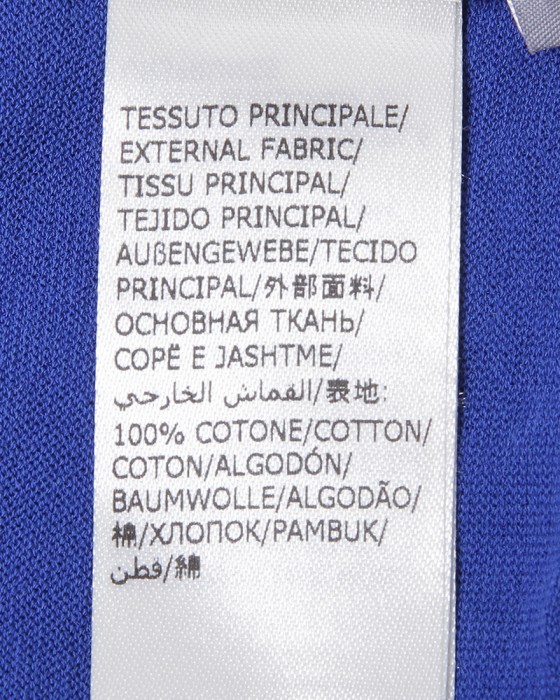 TESSUTO PRINCIPALE/
EXTERNAL FABRIC/
TISSU PRINCIPAL/
TEJIDO PRINCIPAL/
AUßENGEWEBE/TECIDO
PRINCIPAL/外部面料/
ОСНОВНАЯ ТКАНЬ/
COPË E JASHTME/
القماش الخارجي/表地:
100% COTONE/COTTON/
COTON/ALGODÓN/
BAUMWOLLE/ALGODÃO/
棉/ХЛОПОК/PAMBUK/
قطن/綿